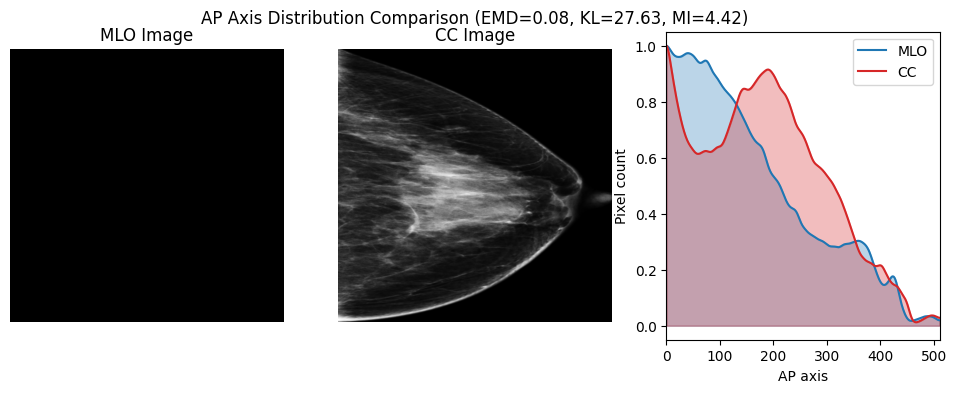 AP Axis Distribution Comparison (EMD=0.08, KL=27.63, MI=4.42)
MLO Image
CC Image
MLO
CC
Pixel count
1.0
0.8
0.6
0.4
0.2
0.0
0 100 200 300 400 500
AP axis